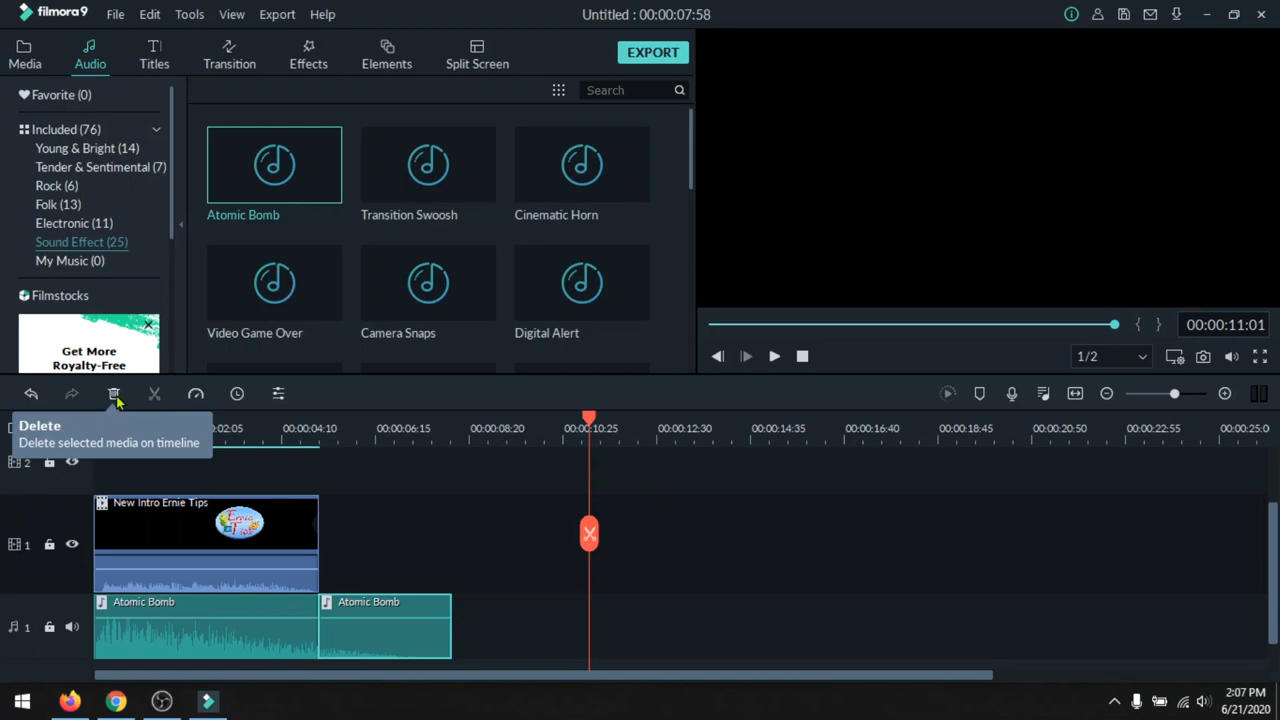 filmora9
File
Edit
Tools
View
Export
Help
Untitled : 00:00:07:58
Media
Audio
Titles
Transition
Effects
Elements
Split Screen
EXPORT
Favorite (0)
Included (76)
Young & Bright (14)
Tender & Sentimental (7)
Rock (6)
Folk (13)
Electronic (11)
Sound Effect (25)
My Music (0)
Filmstocks
Get More
Royalty-Free
Search
Atomic Bomb
Transition Swoosh
Cinematic Horn
Video Game Over
Camera Snaps
Digital Alert
{ }
00:00:11:01
1/2
Delete
Delete selected media on timeline
:02:05
00:00:04:10
00:00:06:15
00:00:08:20
00:00:10:25
00:00:12:30
00:00:14:35
00:00:16:40
00:00:18:45
00:00:20:50
00:00:22:55
00:00:25:0
2
New Intro Ernie Tips
Ernie
Tips
1
Atomic Bomb
Atomic Bomb
1
2:07 PM
6/21/2020